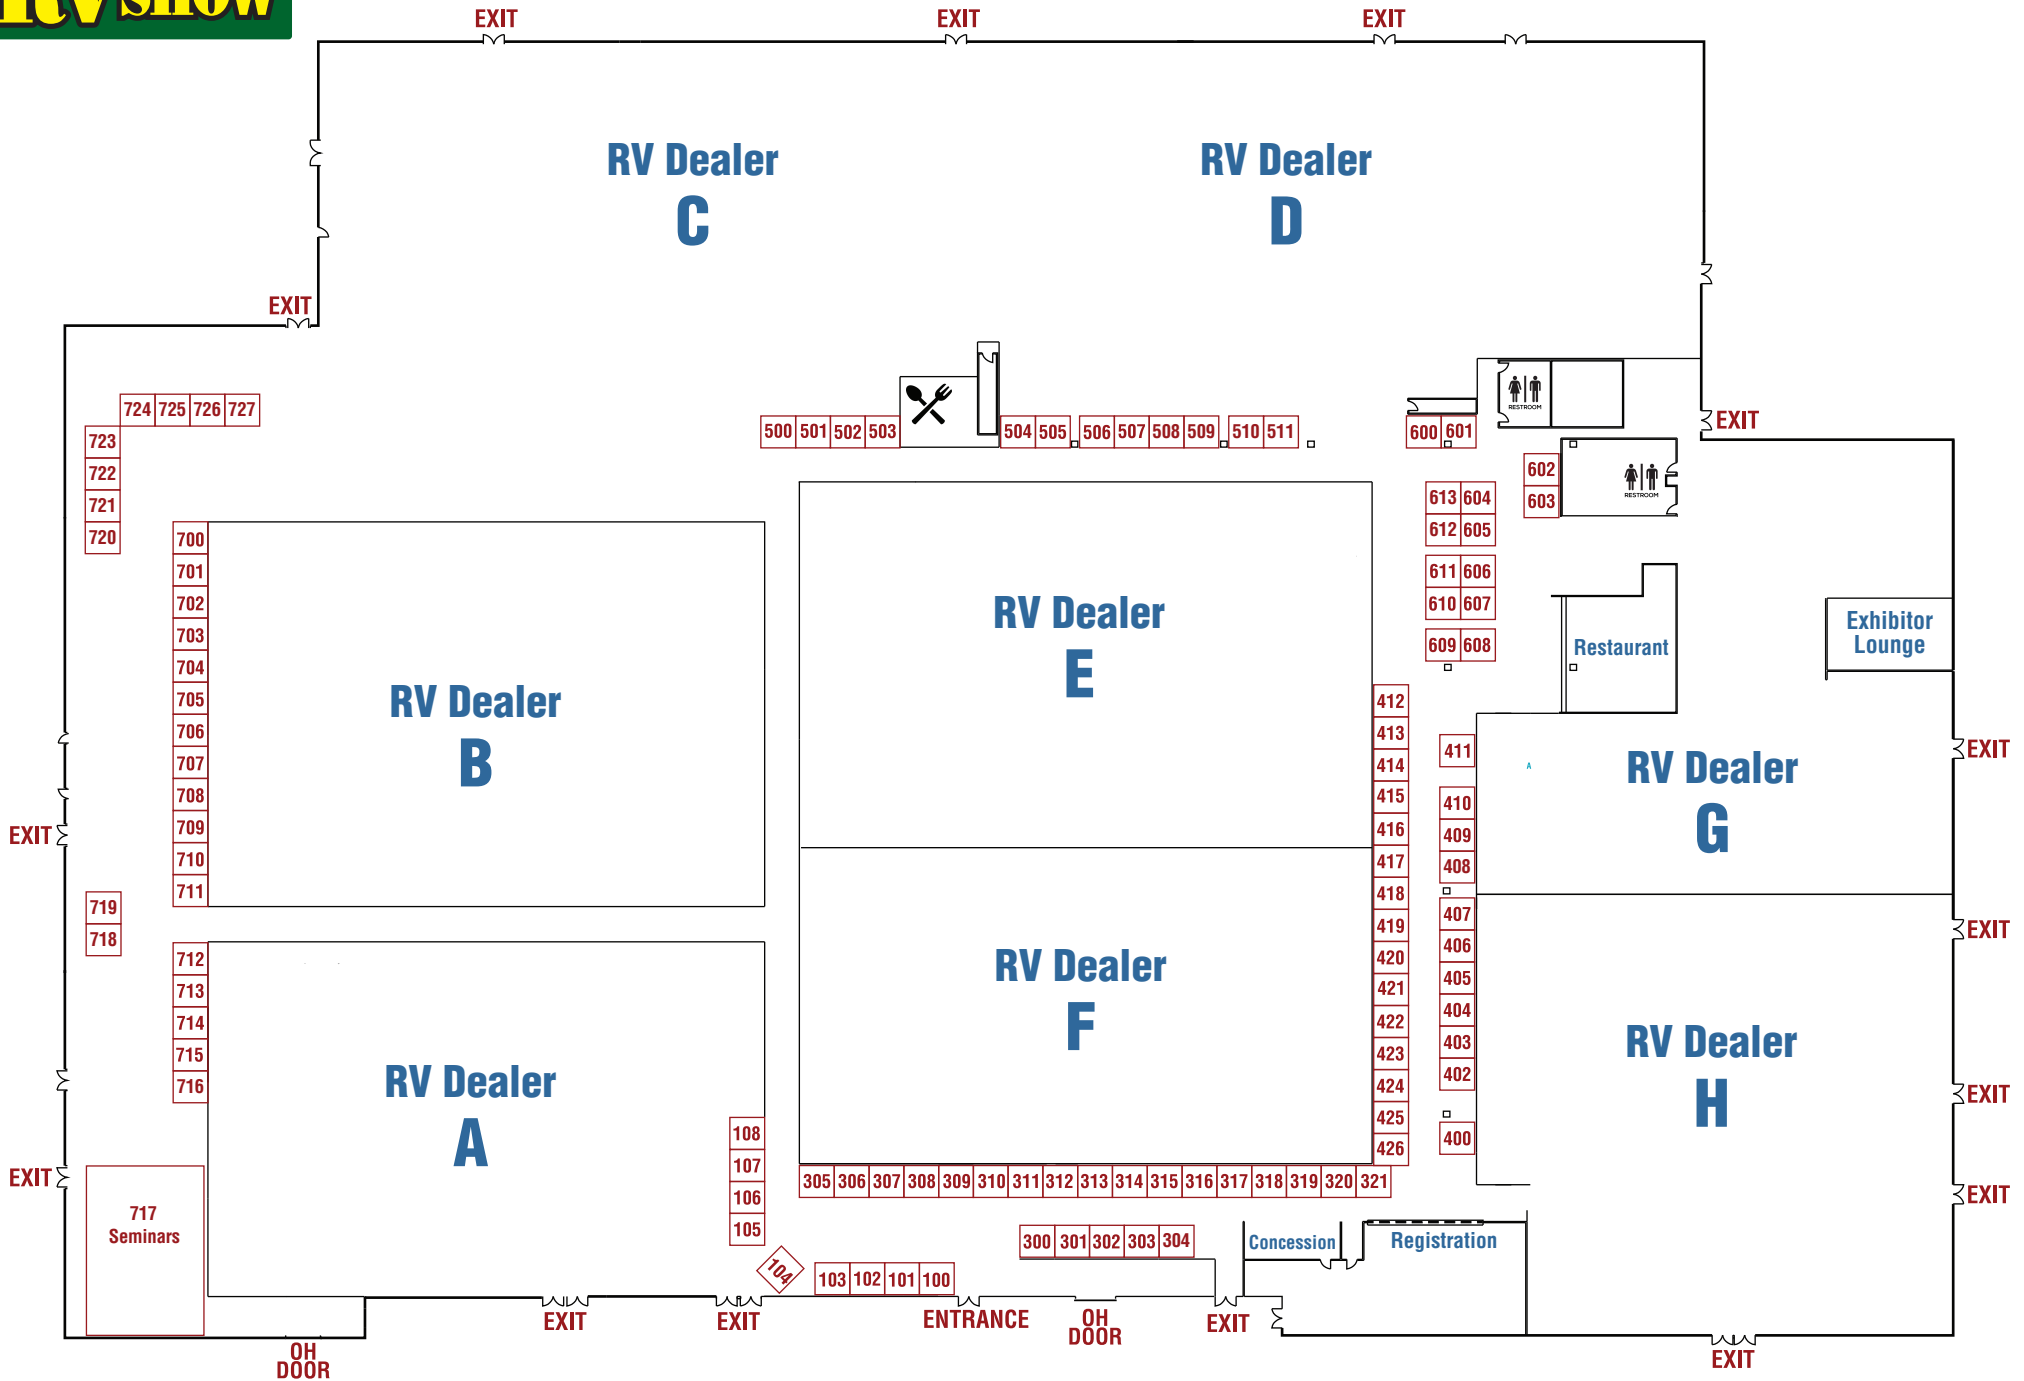 RV Show
EXIT
EXIT
EXIT
RV Dealer
C
RV Dealer
D
EXIT
724 725 726 727
723
722
721
720
500 501 502 503
504 505
506 507 508 509
510 511
600 601
RESTROOM
EXIT
602
603
RESTROOM
613 604
612 605
611 606
610 607
609 608
Restaurant
Exhibitor
Lounge
700
701
702
703
704
705
706
707
708
709
710
711
RV Dealer
B
RV Dealer
E
412
413
414
415
416
417
418
419
420
421
422
423
424
425
426
411
410
409
408
407
406
405
404
403
402
400
A
RV Dealer
G
EXIT
EXIT
EXIT
719
718
712
713
714
715
716
RV Dealer
A
RV Dealer
F
RV Dealer
H
EXIT
EXIT
EXIT
717
Seminars
108
107
106
105
104
103 102 101 100
305 306 307 308 309 310 311 312 313 314 315 316 317 318 319 320 321
300 301 302 303 304
Concession
Registration
OH
DOOR
EXIT
EXIT
ENTRANCE
OH
DOOR
EXIT
EXIT